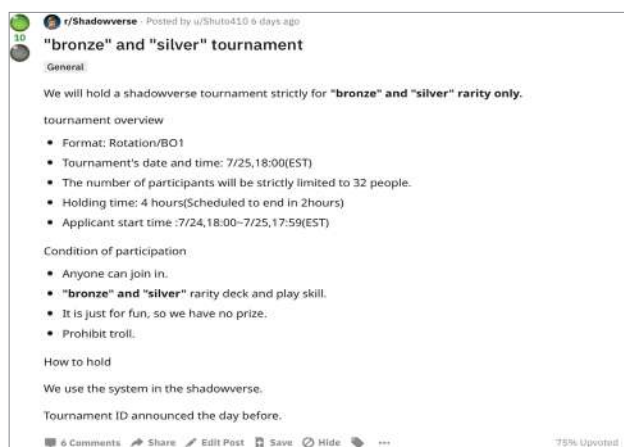 r/Shadowverse · Posted by u/Shuto410 6 days ago
10
"bronze" and "silver" tournament
General
We will hold a shadowverse tournament strictly for "bronze" and "silver" rarity only.
tournament overview
• Format: Rotation/BO1
• Tournament's date and time: 7/25,18:00(EST)
• The number of participants will be strictly limited to 32 people.
• Holding time: 4 hours(Scheduled to end in 2hours)
• Applicant start time :7/24,18:00~7/25,17:59(EST)
Condition of participation
• Anyone can join in.
• "bronze" and "silver" rarity deck and play skill.
• It is just for fun, so we have no prize.
• Prohibit troll.
How to hold
We use the system in the shadowverse.
Tournament ID announced the day before.
6 Comments Share Edit Post Save Hide ••• 75% Upvoted